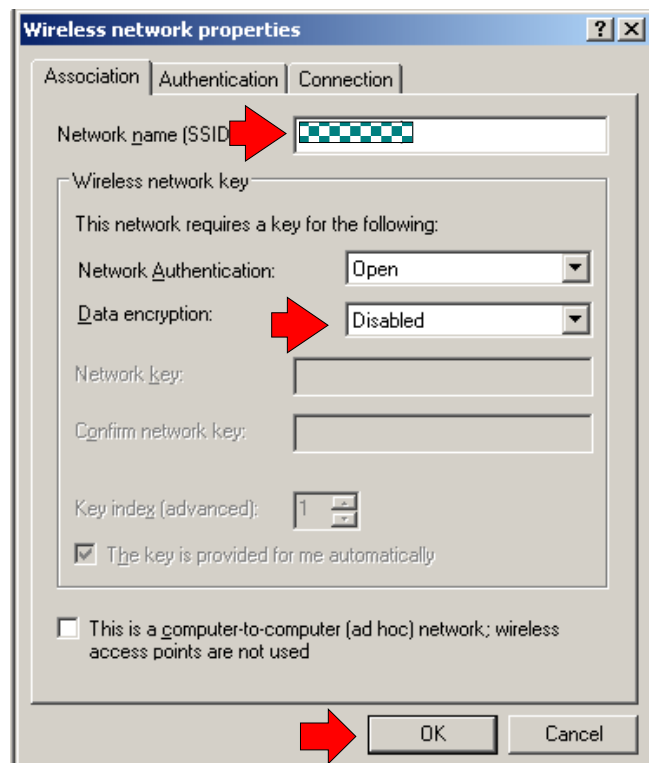 Wireless network properties
Association Authentication Connection
Network name (SSID
Wireless network key
This network requires a key for the following:
Network Authentication: Open
Data encryption: Disabled
Network key:
Confirm network key:
Key index (advanced): 1
The key is provided for me automatically
This is a computer-to-computer (ad hoc) network; wireless
access points are not used
OK Cancel